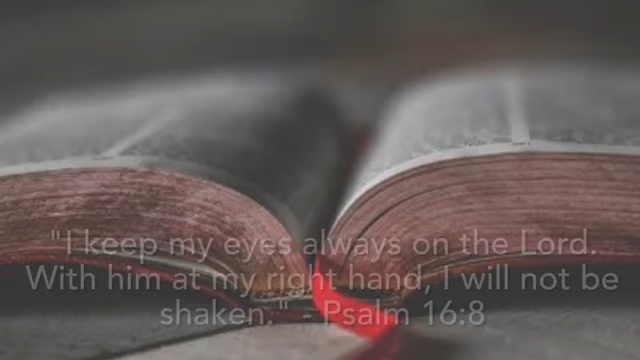 "I keep my eyes always on the Lord.
With him at my right hand, I will not be
shaken." - Psalm 16:8